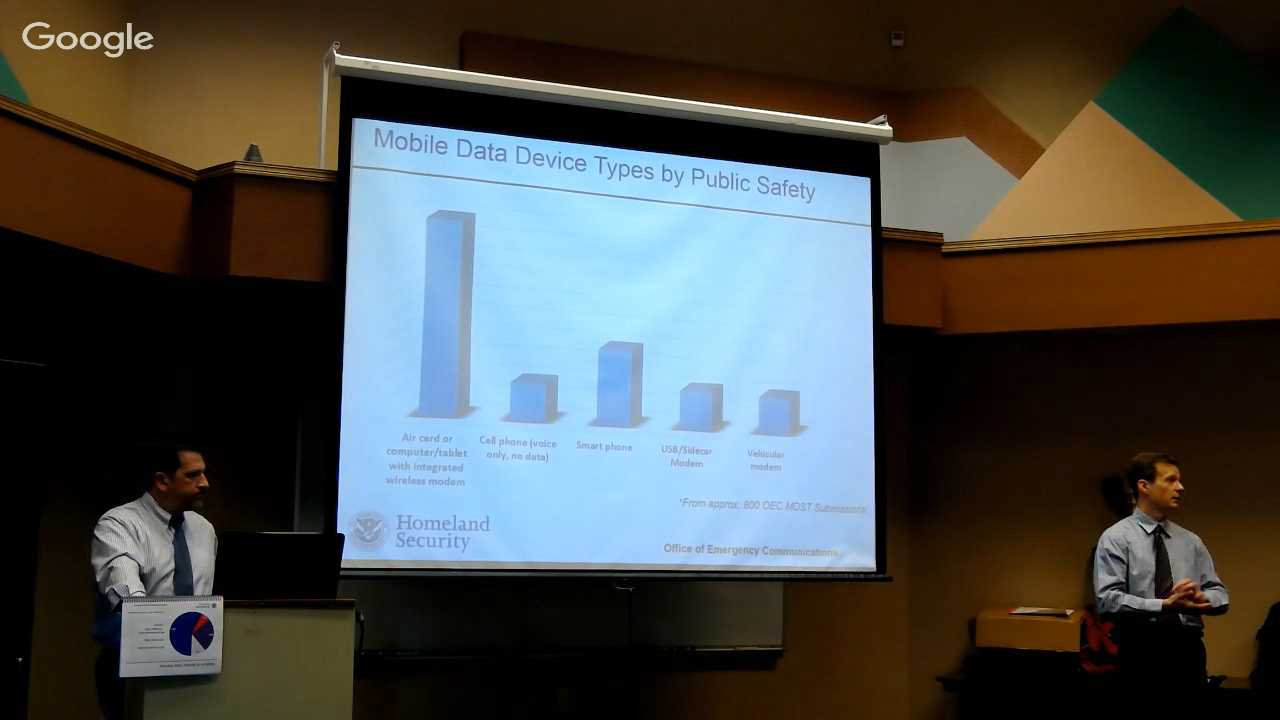 Google
Mobile Data Device Types by Public Safety
Air card or
computer/tablet
with integrated
wireless modem
Cell phone (voice
only, no data)
Smart phone
USB/Sidecar
Modem
Vehicular
modem
*From approx. 800 OEC MDST Submissions
Homeland
Security
Office of Emergency Communications